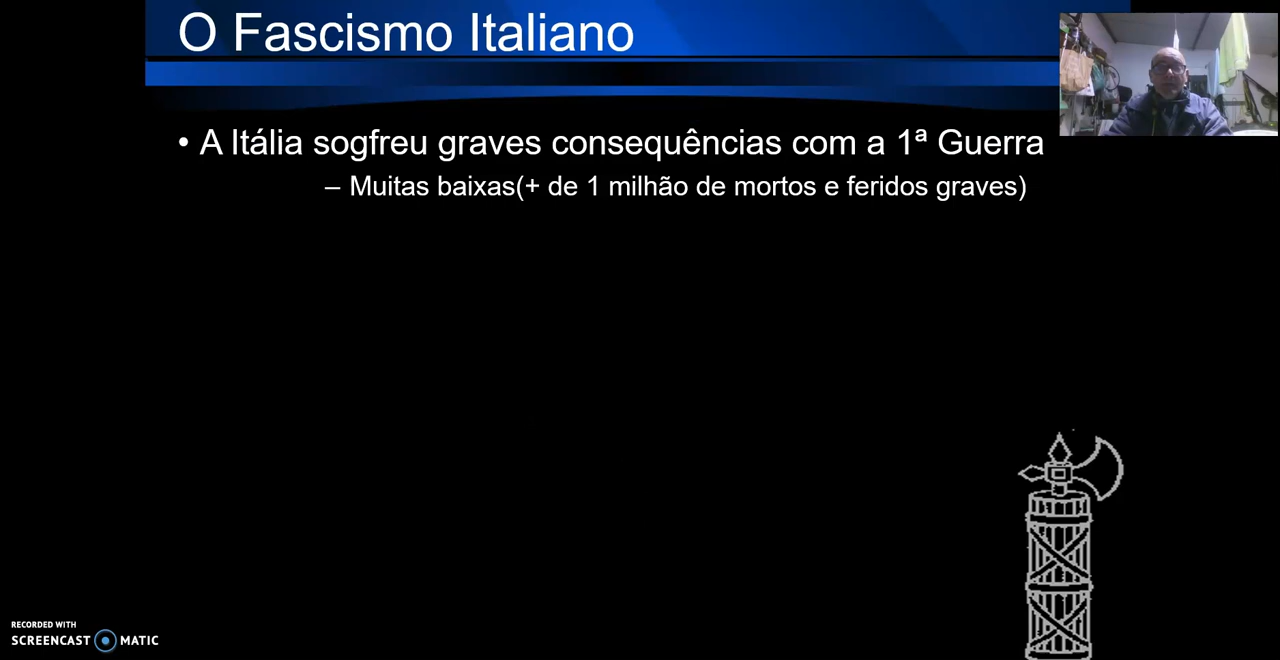 O Fascismo Italiano
• A Itália sogfreu graves consequências com a 1ª Guerra
– Muitas baixas(+ de 1 milhão de mortos e feridos graves)
RECORDED WITH
SCREENCAST MATIC